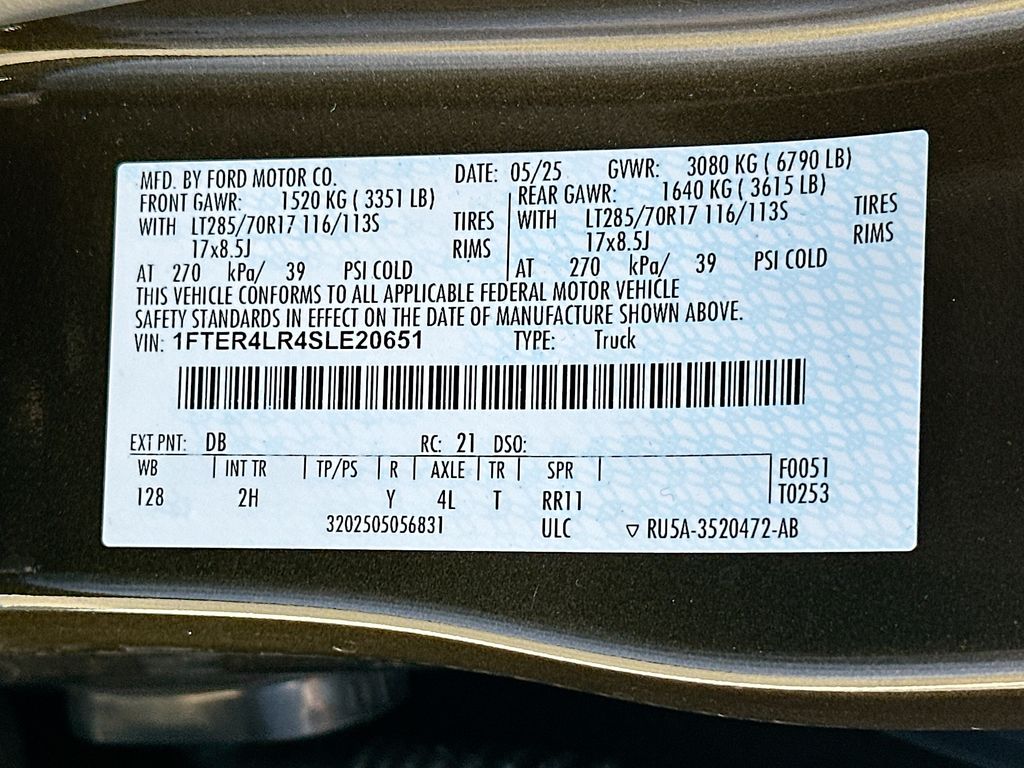 MFD. BY FORD MOTOR CO. DATE: 05/25 GVWR: 3080 KG ( 6790 LB)
FRONT GAWR: 1520 KG ( 3351 LB) REAR GAWR: 1640 KG ( 3615 LB)
WITH LT285/70R17 116/113S TIRES WITH LT285/70R17 116/113S TIRES
17x8.5J RIMS 17x8.5J RIMS
AT 270 kPa/ 39 PSI COLD AT 270 kPa/ 39 PSI COLD
THIS VEHICLE CONFORMS TO ALL APPLICABLE FEDERAL MOTOR VEHICLE
SAFETY STANDARDS IN EFFECT ON THE DATE OF MANUFACTURE SHOWN ABOVE.
VIN: 1FTER4LR4SLE20651 TYPE: Truck
EXT PNT: DB RC: 21 DSO:
WB INT TR TP/PS R AXLE TR SPR F0051
128 2H Y 4L T RR11 T0253
3202505056831 ULC ▽ RU5A-3520472-AB